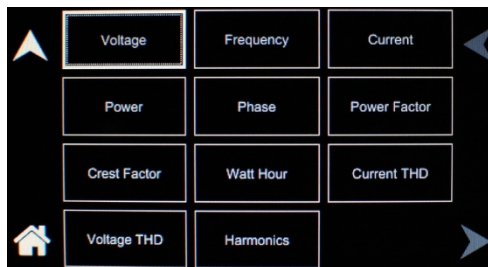 Voltage
Frequency
Current
Power
Phase
Power Factor
Crest Factor
Watt Hour
Current THD
Voltage THD
Harmonics